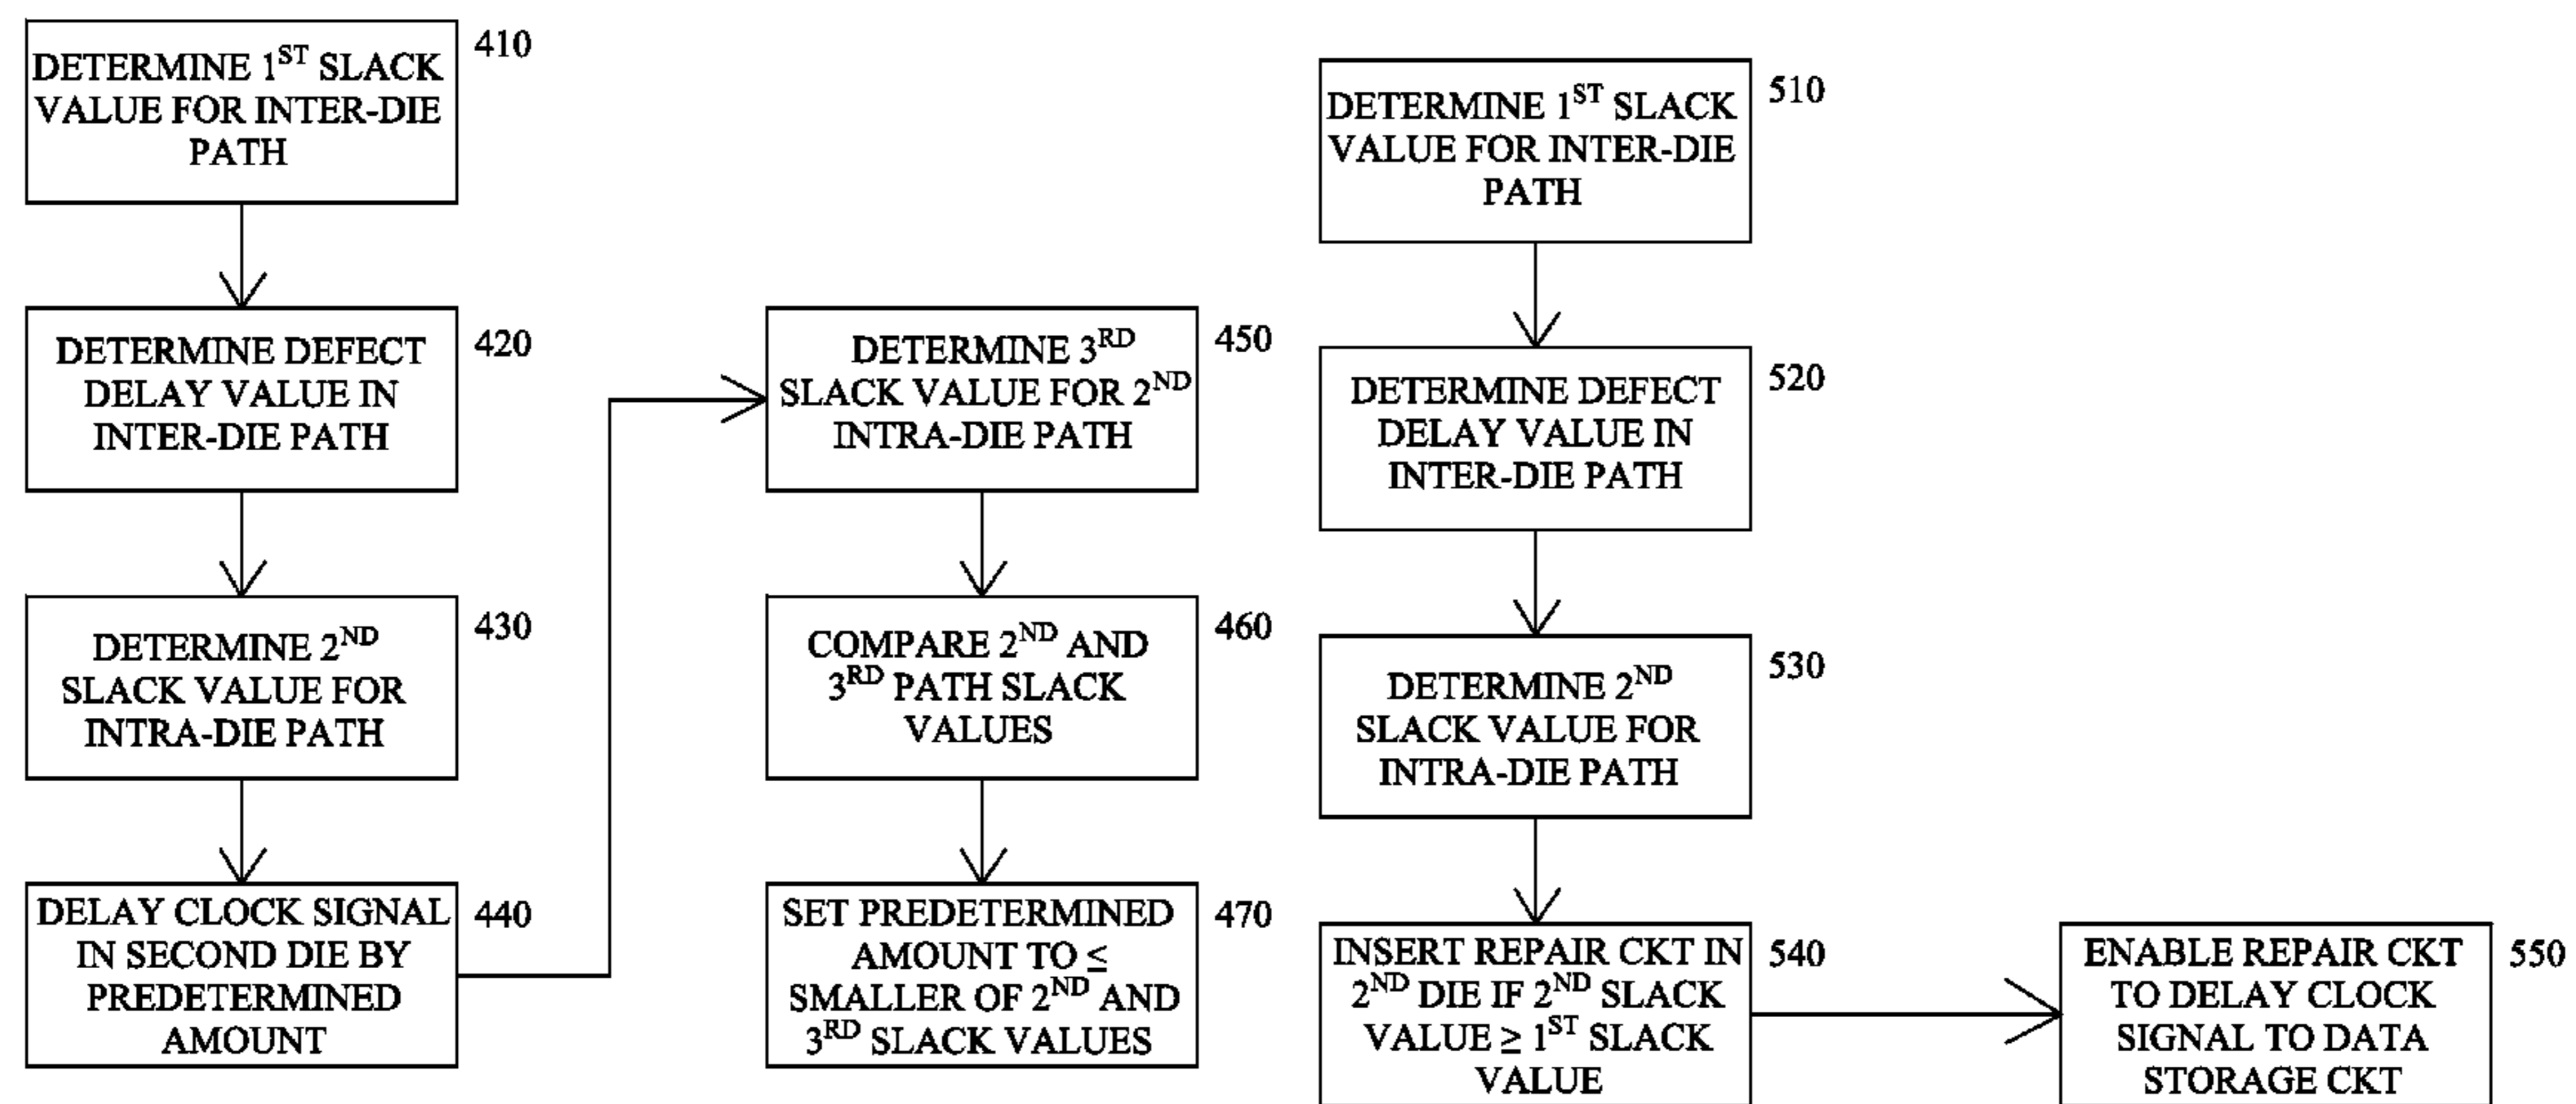 DETERMINE 1ST SLACK
VALUE FOR INTER-DIE
PATH
410
DETERMINE DEFECT
DELAY VALUE IN
INTER-DIE PATH
420
DETERMINE 2ND
SLACK VALUE FOR
INTRA-DIE PATH
430
DELAY CLOCK SIGNAL
IN SECOND DIE BY
PREDETERMINED
AMOUNT
440
DETERMINE 3RD
SLACK VALUE FOR 2ND
INTRA-DIE PATH
450
COMPARE 2ND AND
3RD PATH SLACK
VALUES
460
SET PREDETERMINED
AMOUNT TO ≤
SMALLER OF 2ND AND
3RD SLACK VALUES
470
DETERMINE 1ST SLACK
VALUE FOR INTER-DIE
PATH
510
DETERMINE DEFECT
DELAY VALUE IN
INTER-DIE PATH
520
DETERMINE 2ND
SLACK VALUE FOR
INTRA-DIE PATH
530
INSERT REPAIR CKT IN
2ND DIE IF 2ND SLACK
VALUE ≥ 1ST SLACK
VALUE
540
ENABLE REPAIR CKT
TO DELAY CLOCK
SIGNAL TO DATA
STORAGE CKT
550